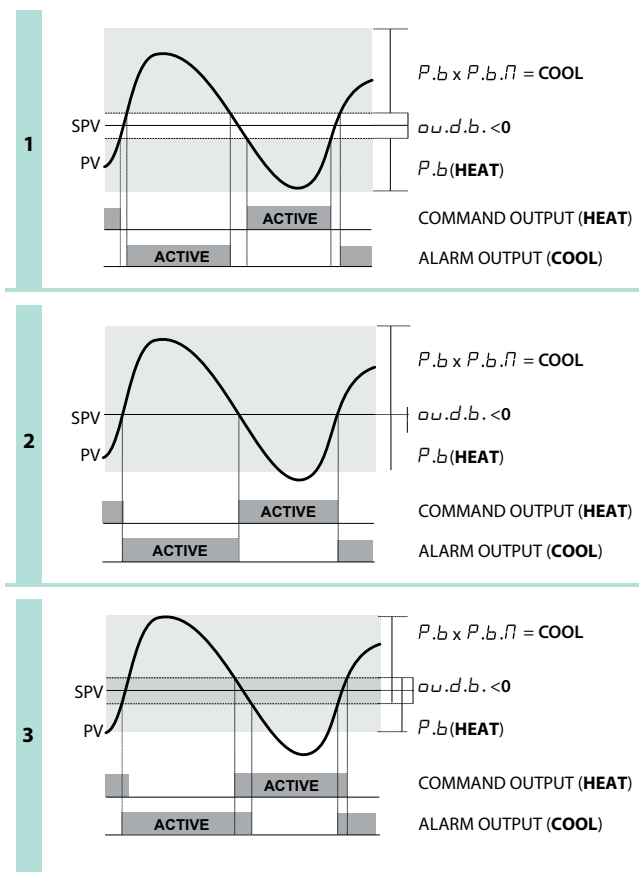 1
P.b x P.b.M = COOL
SPV
ou.d.b. <0
PV
P.b (HEAT)
ACTIVE
COMMAND OUTPUT (HEAT)
ACTIVE
ALARM OUTPUT (COOL)
2
P.b x P.b.M = COOL
SPV
ou.d.b. <0
PV
P.b (HEAT)
ACTIVE
COMMAND OUTPUT (HEAT)
ACTIVE
ALARM OUTPUT (COOL)
3
P.b x P.b.M = COOL
SPV
ou.d.b. <0
PV
P.b (HEAT)
ACTIVE
COMMAND OUTPUT (HEAT)
ACTIVE
ALARM OUTPUT (COOL)